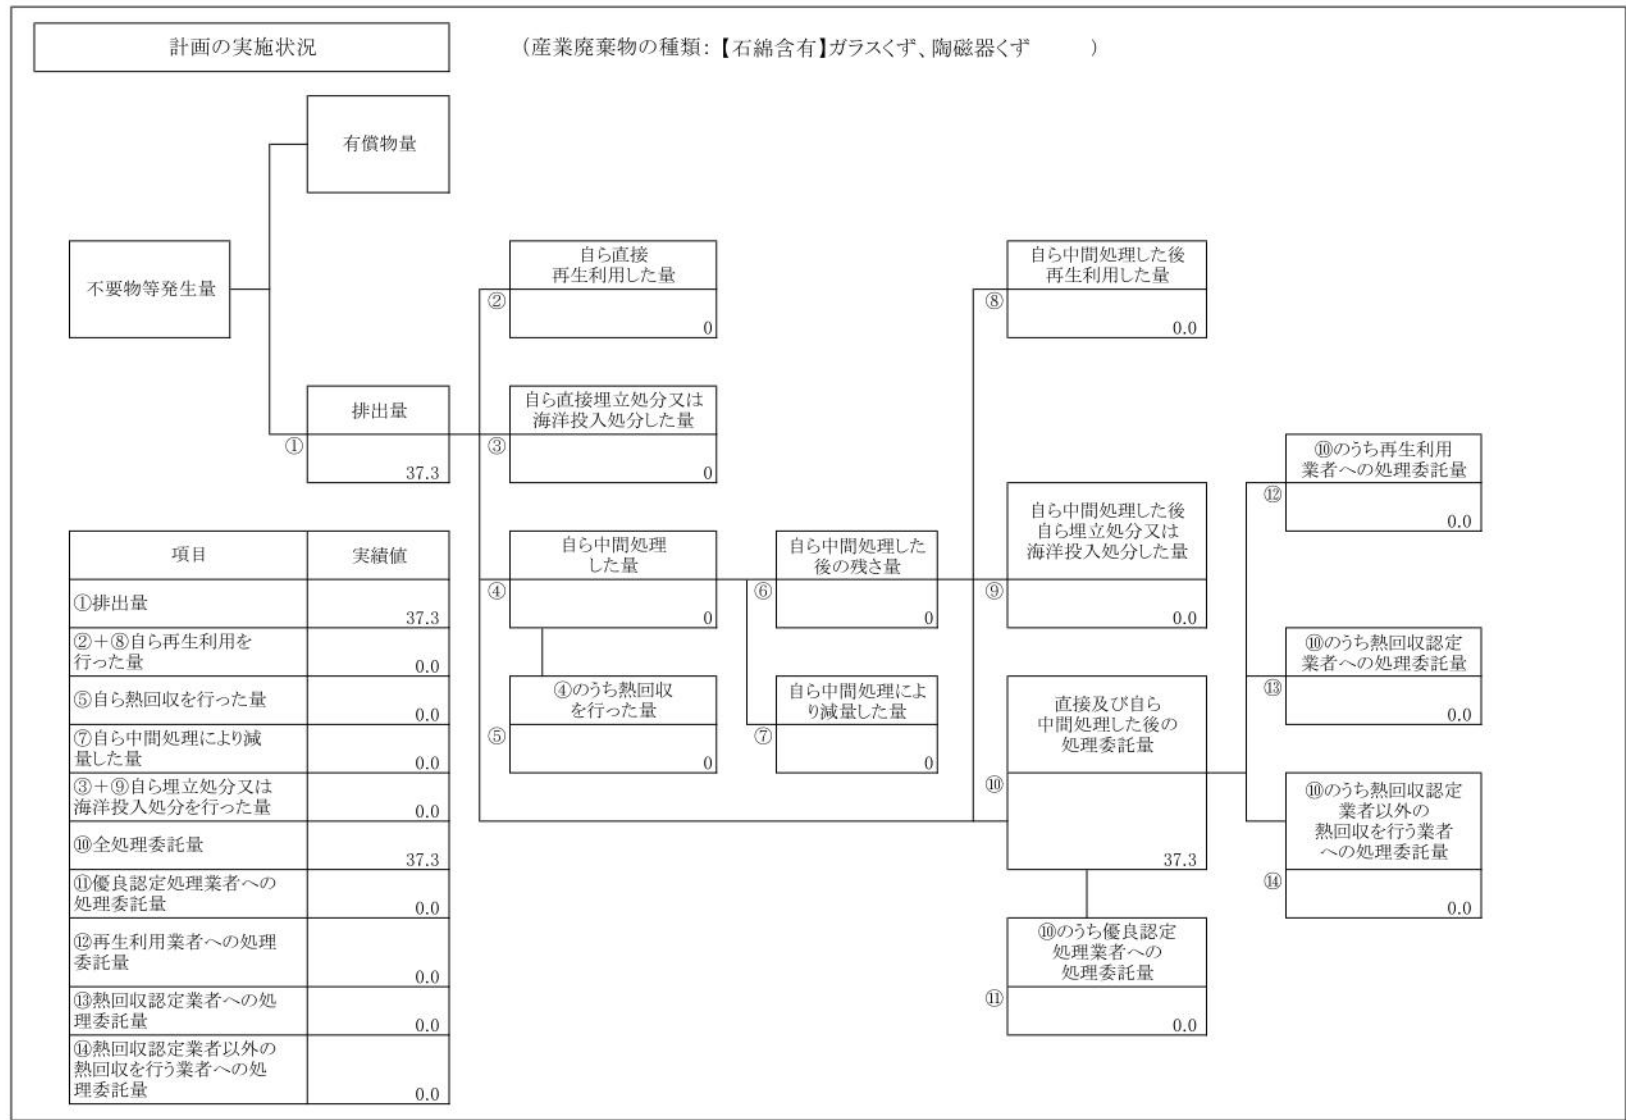 計画の実施状況
(産業廃棄物の種類:【石綿含有】ガラスくず、陶磁器くず )
有償物量
不要物等発生量
自ら直接
再生利用した量
②
0
自ら中間処理した後
再生利用した量
⑧
0.0
排出量
①
37.3
自ら直接埋立処分又は
海洋投入処分した量
③
0
⑩のうち再生利用
業者への処理委託量
⑫
0.0
自ら中間処理した後
自ら埋立処分又は
海洋投入処分した量
⑨
0.0
自ら中間処理
した量
④
0
自ら中間処理した
後の残さ量
⑥
0
⑩のうち熱回収認定
業者への処理委託量
⑬
0.0
④のうち熱回収
を行った量
⑤
0
自ら中間処理によ
り減量した量
⑦
0
直接及び自ら
中間処理した後の
処理委託量
⑩
37.3
⑩のうち熱回収認定
業者以外の
熱回収を行う業者
への処理委託量
⑭
0.0
⑩のうち優良認定
処理業者への
処理委託量
⑪
0.0
項目 実績値
①排出量
37.3
②+⑧自ら再生利用を
行った量
0.0
⑤自ら熱回収を行った量
0.0
⑦自ら中間処理により減
量した量
0.0
③+⑨自ら埋立処分又は
海洋投入処分を行った量
0.0
⑩全処理委託量
37.3
⑪優良認定処理業者への
処理委託量
0.0
⑫再生利用業者への処理
委託量
0.0
⑬熱回収認定業者への処
理委託量
0.0
⑭熱回収認定業者以外の
熱回収を行う業者への処
理委託量
0.0